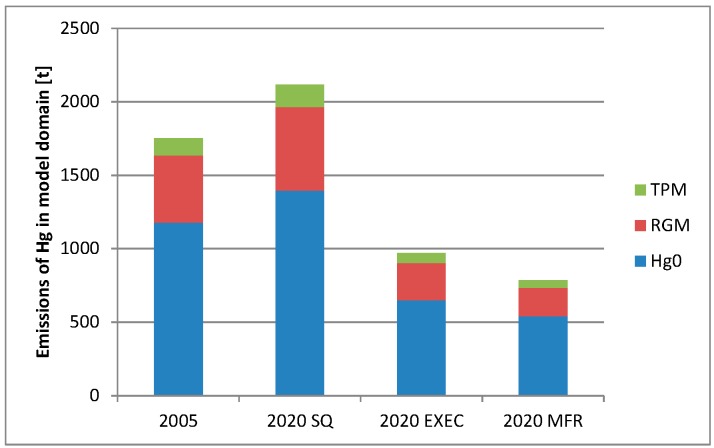 Emissions of Hg in model domain [t]
2500
2000
1500
1000
500
0
2005
2020 SQ
2020 EXEC
2020 MFR
TPM
RGM
Hg0